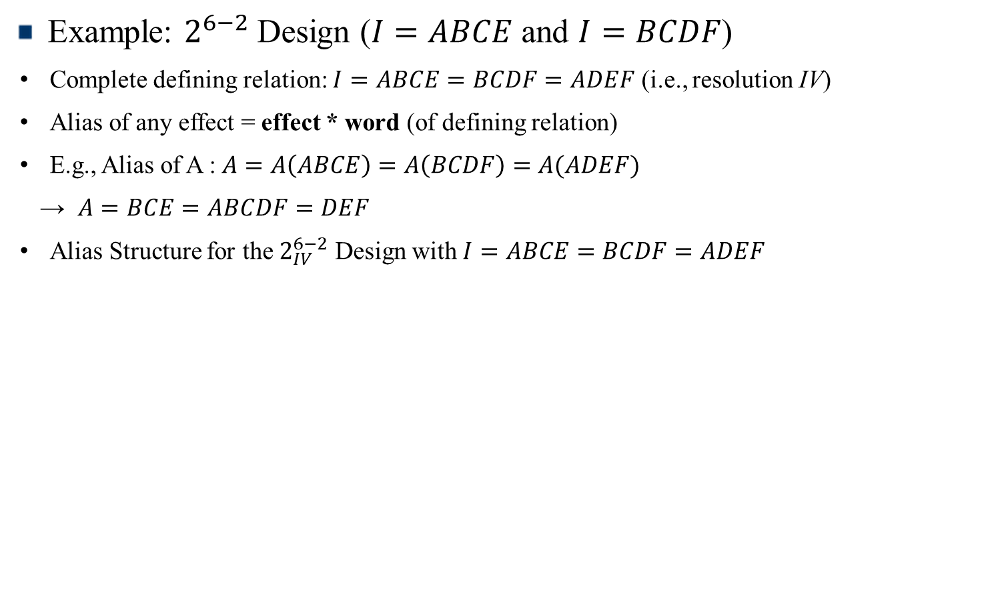 Example: 2^{6−2} Design (I = ABCE and I = BCDF)
• Complete defining relation: I = ABCE = BCDF = ADEF (i.e., resolution IV)
• Alias of any effect = effect * word (of defining relation)
• E.g., Alias of A : A = A(ABCE) = A(BCDF) = A(ADEF)
→ A = BCE = ABCDF = DEF
• Alias Structure for the 2_{IV}^{6−2} Design with I = ABCE = BCDF = ADEF